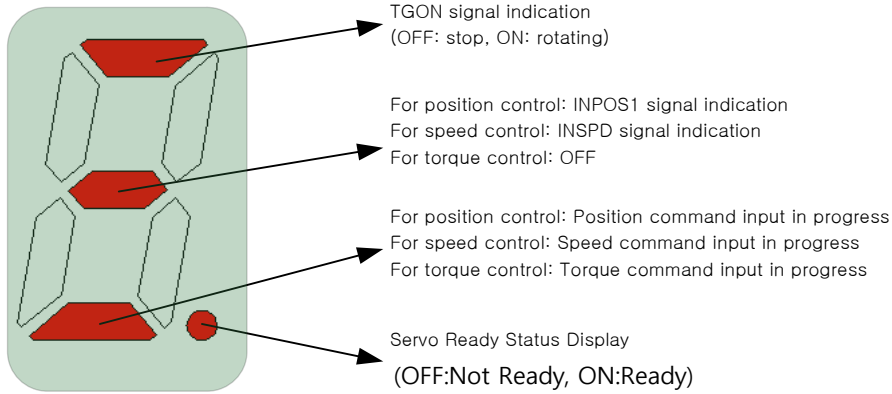 TGON signal indication
(OFF: stop, ON: rotating)
For position control: INPOS1 signal indication
For speed control: INSPD signal indication
For torque control: OFF
For position control: Position command input in progress
For speed control: Speed command input in progress
For torque control: Torque command input in progress
Servo Ready Status Display
(OFF:Not Ready, ON:Ready)